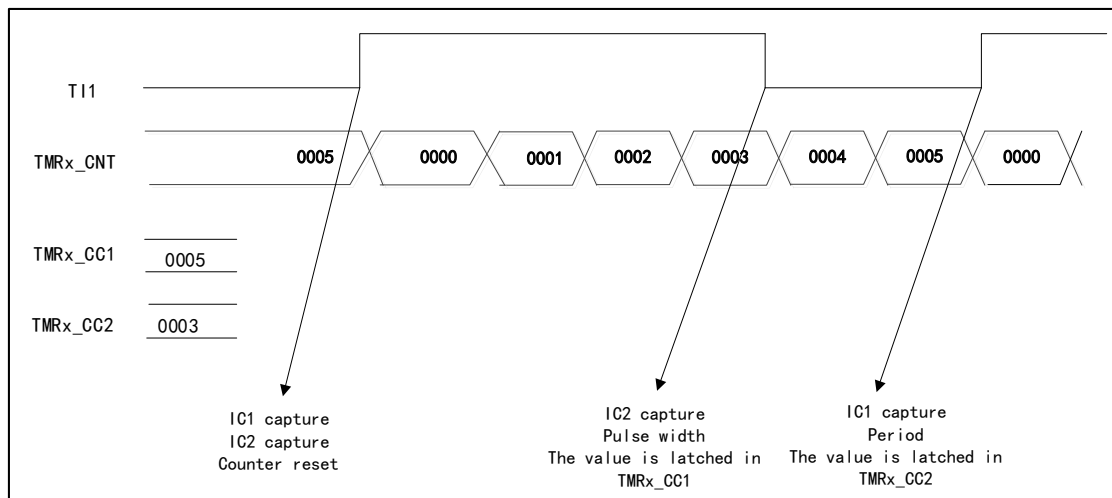 TI1
TMRx_CNT
0005 0000 0001 0002 0003 0004 0005 0000
TMRx_CC1
0005
TMRx_CC2
0003
IC1 capture
IC2 capture
Counter reset
IC2 capture
Pulse width
The value is latched in
TMRx_CC1
IC1 capture
Period
The value is latched in
TMRx_CC2